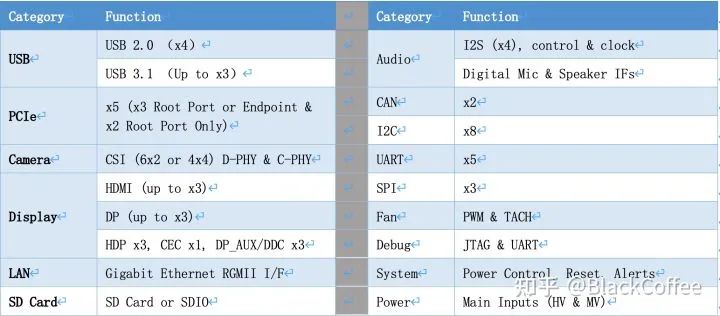 Category Function Category Function
USB USB 2.0 （x4） Audio I2S (x4), control & clock
USB 3.1 （Up to x3） Digital Mic & Speaker IFs
PCIe x5 (x3 Root Port or Endpoint & CAN x2
x2 Root Port Only) I2C x8
Camera CSI (6x2 or 4x4) D-PHY & C-PHY UART x5
Display HDMI (up to x3) SPI x3
DP (up to x3) Fan PWM & TACH
HDP x3, CEC x1, DP_AUX/DDC x3 Debug JTAG & UART
LAN Gigabit Ethernet RGMII I/F System Power Control, Reset, Alerts
SD Card SD Card or SDIO Power Main Inputs (HV & MV)
知乎 @BlackCoffee